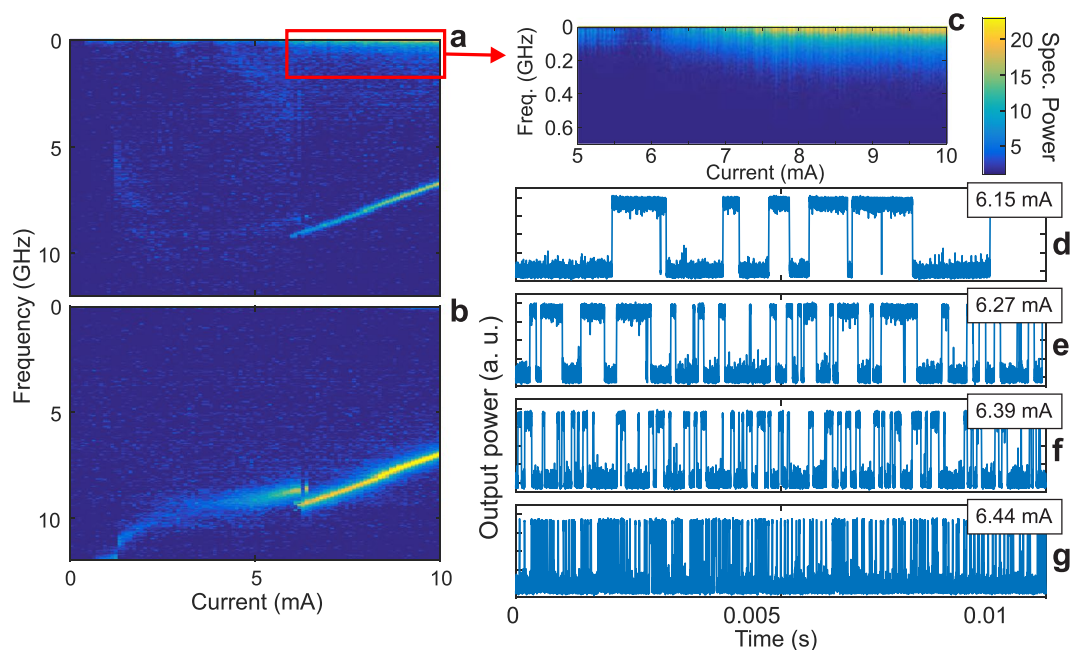 a
0
5
10
Frequency (GHz)
b
0
5
10
0
5
10
Current (mA)
c
0
0.2
0.4
0.6
Freq. (GHz)
5
6
7
8
9
10
Current (mA)
20
15
10
5
Spec. Power
6.15 mA
d
6.27 mA
e
6.39 mA
f
6.44 mA
g
Output power (a. u.)
0
0.005
0.01
Time (s)